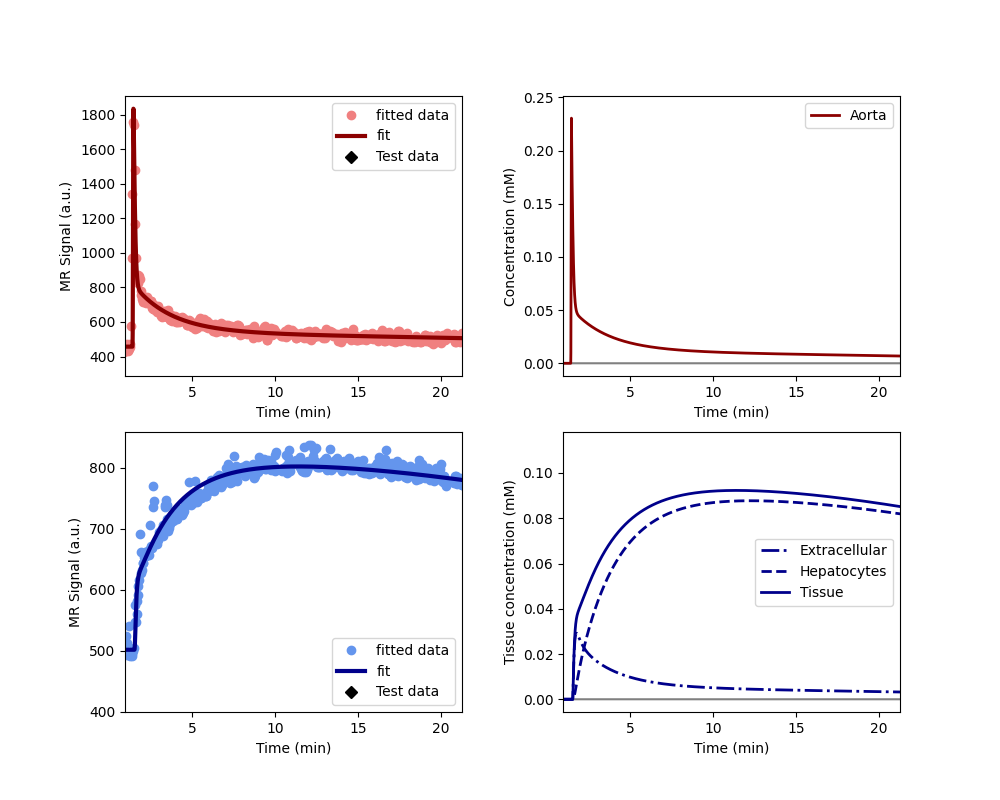 1800
1600
1400
1200
1000
800
600
400
MR Signal (a.u.)
5
10
15
20
Time (min)
fitted data
fit
Test data
0.25
0.20
0.15
0.10
0.05
0.00
Concentration (mM)
5
10
15
20
Time (min)
Aorta
800
700
600
500
400
MR Signal (a.u.)
5
10
15
20
Time (min)
fitted data
fit
Test data
0.10
0.08
0.06
0.04
0.02
0.00
Tissue concentration (mM)
5
10
15
20
Time (min)
Extracellular
Hepatocytes
Tissue